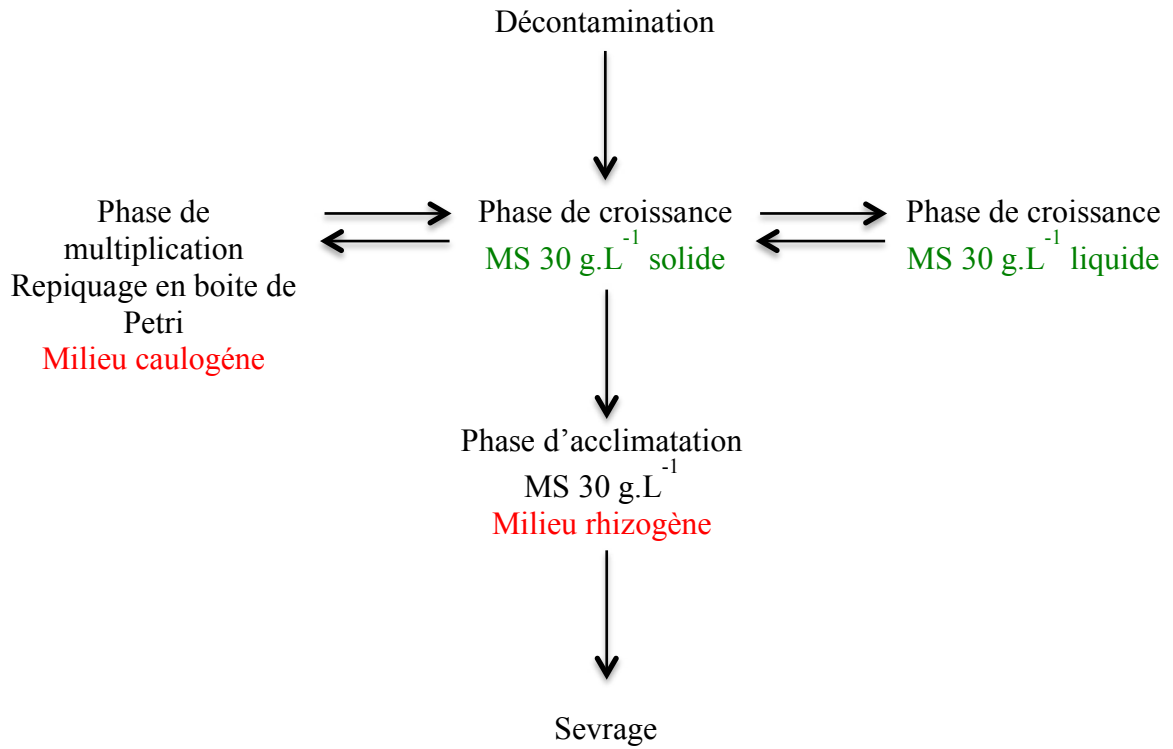 Décontamination
Phase de
multiplication
Repiquage en boite de
Petri
Milieu caulogéne
Phase de croissance
MS 30 g.L-1 solide
Phase de croissance
MS 30 g.L-1 liquide
Phase d’acclimatation
MS 30 g.L-1
Milieu rhizogène
Sevrage